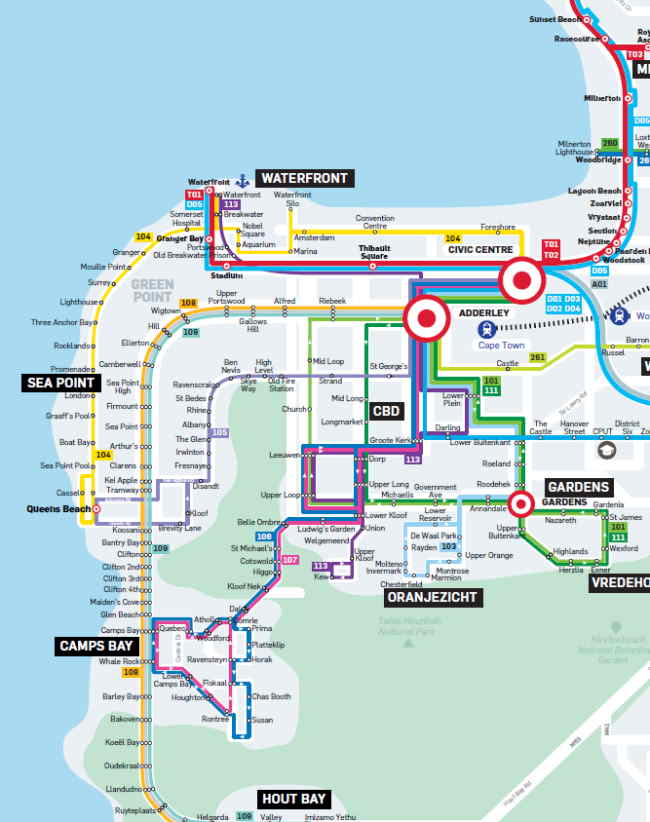 Sunset Beach
Racecourse
T03
Milnerton
D05
Milnerton
Lighthouse
260
Woodbridge
Lagoon Beach
Zoarvlei
Vrystaat
Section
Neptune
Paarden
Woodstock
D05
A01
Waterfront
WATERFRONT
T01
D05
Waterfront
113
Waterfront
Silo
Somerset
Hospital
Breakwater
Nobel
Square
Convention
Centre
Foreshore
104
Granger Bay
Amsterdam
104
CIVIC CENTRE
T01
T02
Granger
Portswood
Aquarium
Marina
Thibault
Square
Old Breakwater Prison
Mouille Point
Stadium
Surrey
GREEN
POINT
Lighthouse
108
Upper
Portswood
Alfred
Riebeek
Wigtown
D01 D03
D02 D04
ADDERLEY
Three Anchor Bay
Hill
109
Gallows
Hill
Cape Town
Rocklands
Ellerton
Barron
Russel
Promenade
Camberwell
Ben
Nevis
High
Level
Mid Loop
St George's
Castle
261
SEA POINT
Sea Point
High
Ravenscraig
Skye
Way
Old Fire
Station
Strand
101
111
London
St Bedes
Mid Long
Lower
Plein
Firmount
Rhine
Church
CBD
Graaff's Pool
Sea Point
Albany
105
Longmarket
Darling
The
Castle
Hanover
Street
CPUT
District
Six
Boat Bay
Arthur's
The Glen
Groote Kerk
Lower Buitenkant
Irwinton
104
Leeuwen
Dorp
113
Sea Point Pool
Clarens
Fresnaye
Roeland
Kei Apple
Disandt
Upper Long
Roodehek
GARDENS
Cassel
Tramway
Upper Loop
Michaelis
Government
Ave
GARDENS
Gardenia
Queens Beach
Annandale
Nazareth
St James
Kloof
Belle Ombre
Lower Kloof
Lower
Reservoir
101
111
Koosani
Brevity Lane
Ludwig's Garden
Union
Upper
Buitenkant
106
Welgemeend
De Waal Park
Wexford
Bantry Bay
109
St Michael's
Rayden
103
Clifton
Cotswold
107
Upper
Kloof
Upper Orange
Highlands
Clifton 2nd
Higgo
113
Molteno
Invermark
Herzlia
Exner
Clifton 3rd
Kew
Montrose
Marmion
Clifton 4th
Kloof Nek
Chesterfield
VREDEHO
Maiden's Cove
ORANJEZICHT
Glen Beach
Atholl
Comrie
Table Mountain
National Park
Camps Bay
Quebec
Prima
Woodford
Kirstenbosch
National Botanical
Garden
CAMPS BAY
Platteklip
Whale Rock
Ravensteyn
Horak
108
Lower
Camps Bay
Fiskaal
Barley Bay
Houghton
Chas Booth
Bakoven
Rontree
Susan
Koeël Bay
M63
Oudekraal
Llandudno
HOUT BAY
Ruyteplaats
Helgarda
109
Valley
Imizamo Yethu